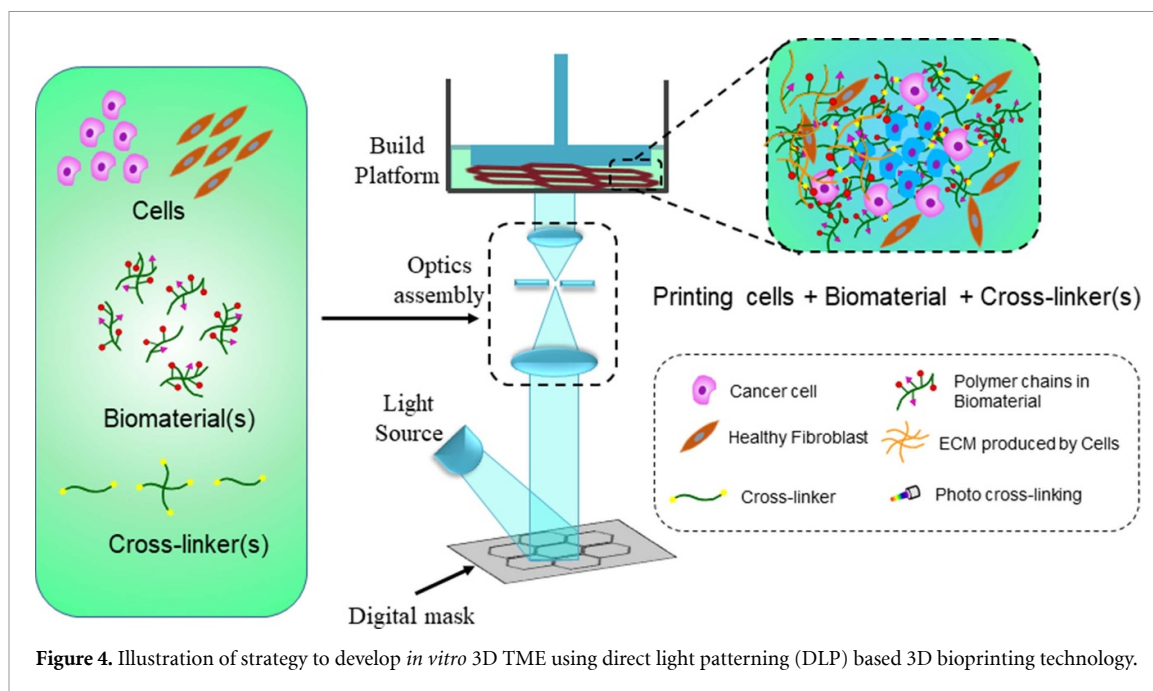 Cells
Biomaterial(s)
Cross-linker(s)
Build
Platform
Optics
assembly
Light
Source
Digital mask
Printing cells + Biomaterial + Cross-linker(s)
Cancer cell
Polymer chains in
Biomaterial
Healthy Fibroblast
ECM produced by Cells
Cross-linker
Photo cross-linking
Figure 4. Illustration of strategy to develop in vitro 3D TME using direct light patterning (DLP) based 3D bioprinting technology.